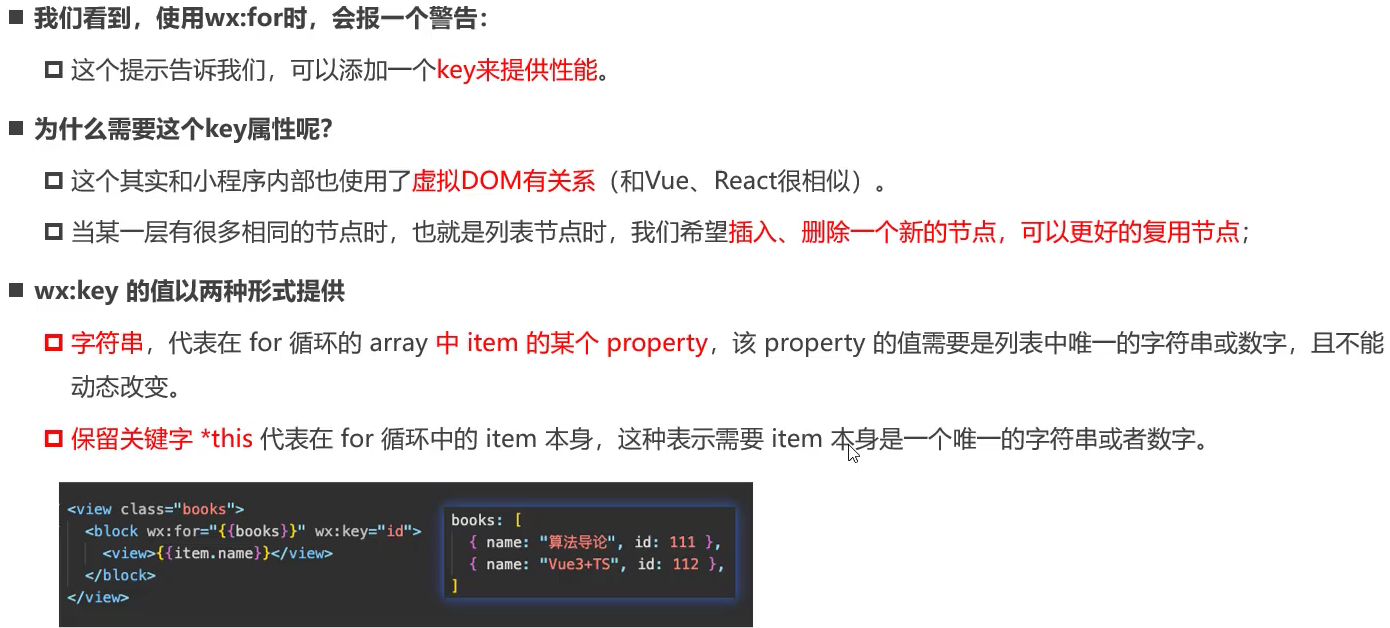 我们看到，使用wx:for时，会报一个警告：
这个提示告诉我们，可以添加一个key来提供性能。
为什么需要这个key属性呢？
这个其实和小程序内部也使用了虚拟DOM有关系（和Vue、React很相似）。
当某一层有很多相同的节点时，也就是列表节点时，我们希望插入、删除一个新的节点，可以更好的复用节点；
wx:key 的值以两种形式提供
字符串，代表在 for 循环的 array 中 item 的某个 property，该 property 的值需要是列表中唯一的字符串或数字，且不能
动态改变。
保留关键字 *this 代表在 for 循环中的 item 本身，这种表示需要 item 本身是一个唯一的字符串或者数字。
<view class="books">
<block wx:for="{{books}}" wx:key="id">
<view>{{item.name}}</view>
</block>
</view>
books: [
{ name: "算法导论", id: 111 },
{ name: "Vue3+TS", id: 112 },
]